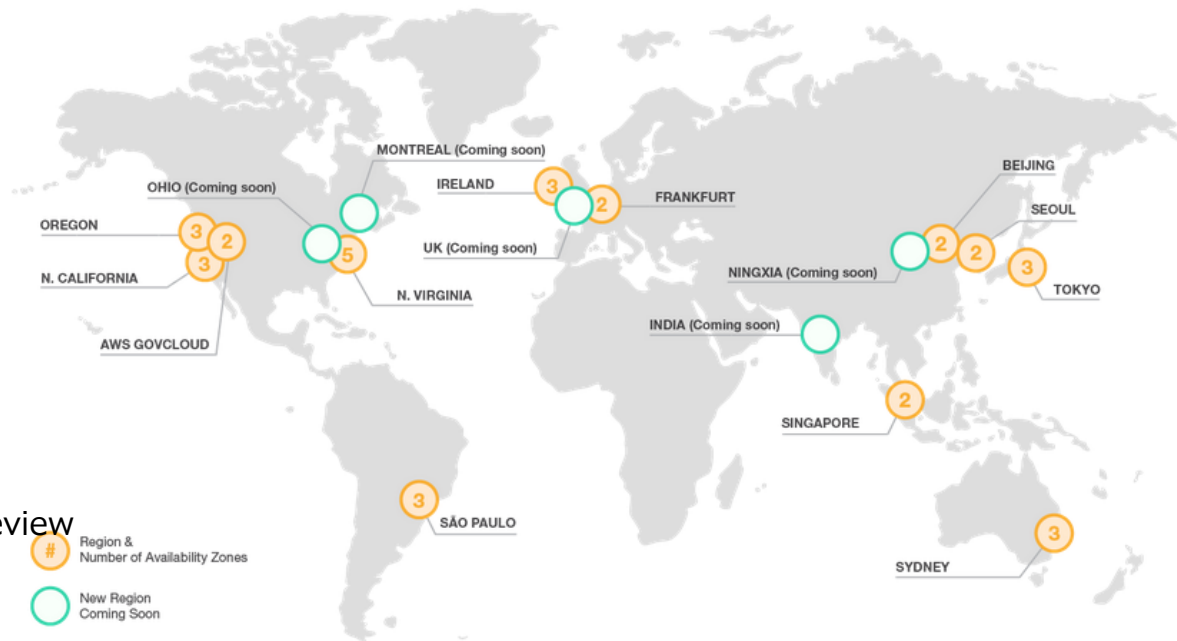 MONTREAL (Coming soon)
OHIO (Coming soon)
OREGON
3
2
3
N. CALIFORNIA
AWS GOVCLOUD
5
N. VIRGINIA
IRELAND
3
2
FRANKFURT
UK (Coming soon)
BEIJING
SEOUL
2
2
3
NINGXIA (Coming soon)
TOKYO
INDIA (Coming soon)
2
SINGAPORE
3
SÃO PAULO
3
SYDNEY
eview
#
Region &
Number of Availability Zones
New Region
Coming Soon